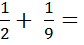 1/2 + 1/9 =